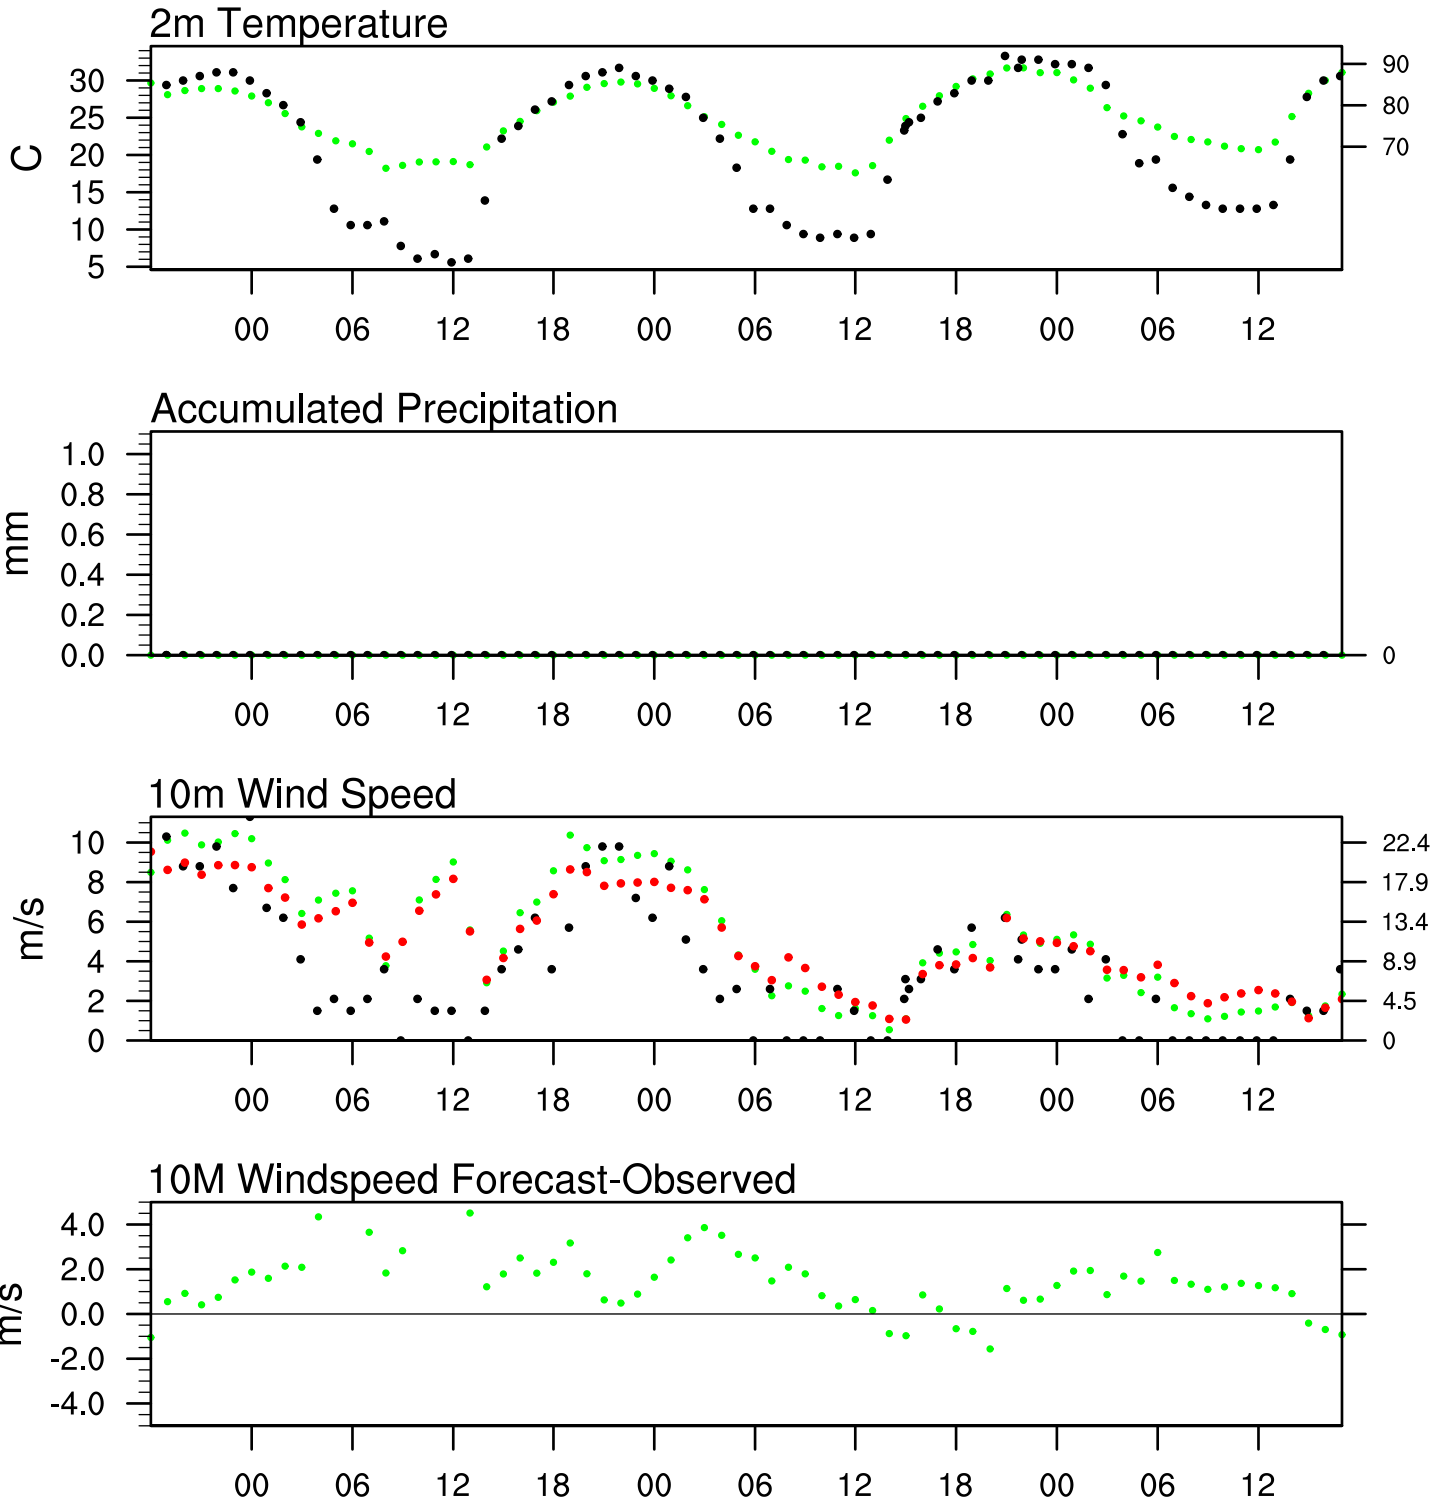 2m Temperature
30
25
20
15
10
5
C
90
80
70
00 06 12 18 00 06 12 18 00 06 12
Accumulated Precipitation
1.0
0.8
0.6
0.4
0.2
0.0
mm
0
00 06 12 18 00 06 12 18 00 06 12
10m Wind Speed
10
8
6
4
2
0
m/s
22.4
17.9
13.4
8.9
4.5
0
00 06 12 18 00 06 12 18 00 06 12
10M Windspeed Forecast-Observed
4.0
2.0
0.0
-2.0
-4.0
m/s
00 06 12 18 00 06 12 18 00 06 12